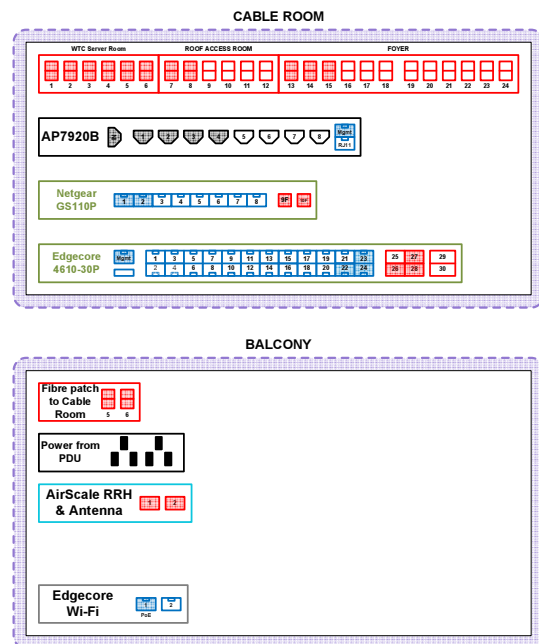 CABLE ROOM
WTC Server Room ROOF ACCESS ROOM FOYER
1 2 3 4 5 6 7 8 9 10 11 12 13 14 15 16 17 18 19 20 21 22 23 24
AP7920B 1 2 3 4 5 6 7 8 Mgmt
RJ11
Netgear
GS110P
1 2 3 4 5 6 7 8 9F
Edgecore
4610-30P
Mgmt 1 3 5 7 9 11 13 15 17 19 21 23 25 27 29
2 4 6 8 10 12 14 16 18 20 22 24 26 28 30
BALCONY
Fibre patch
to Cable
Room
5 6
Power from
PDU
AirScale RRH
& Antenna
1 2
Edgecore
Wi-Fi
1 2
PoE